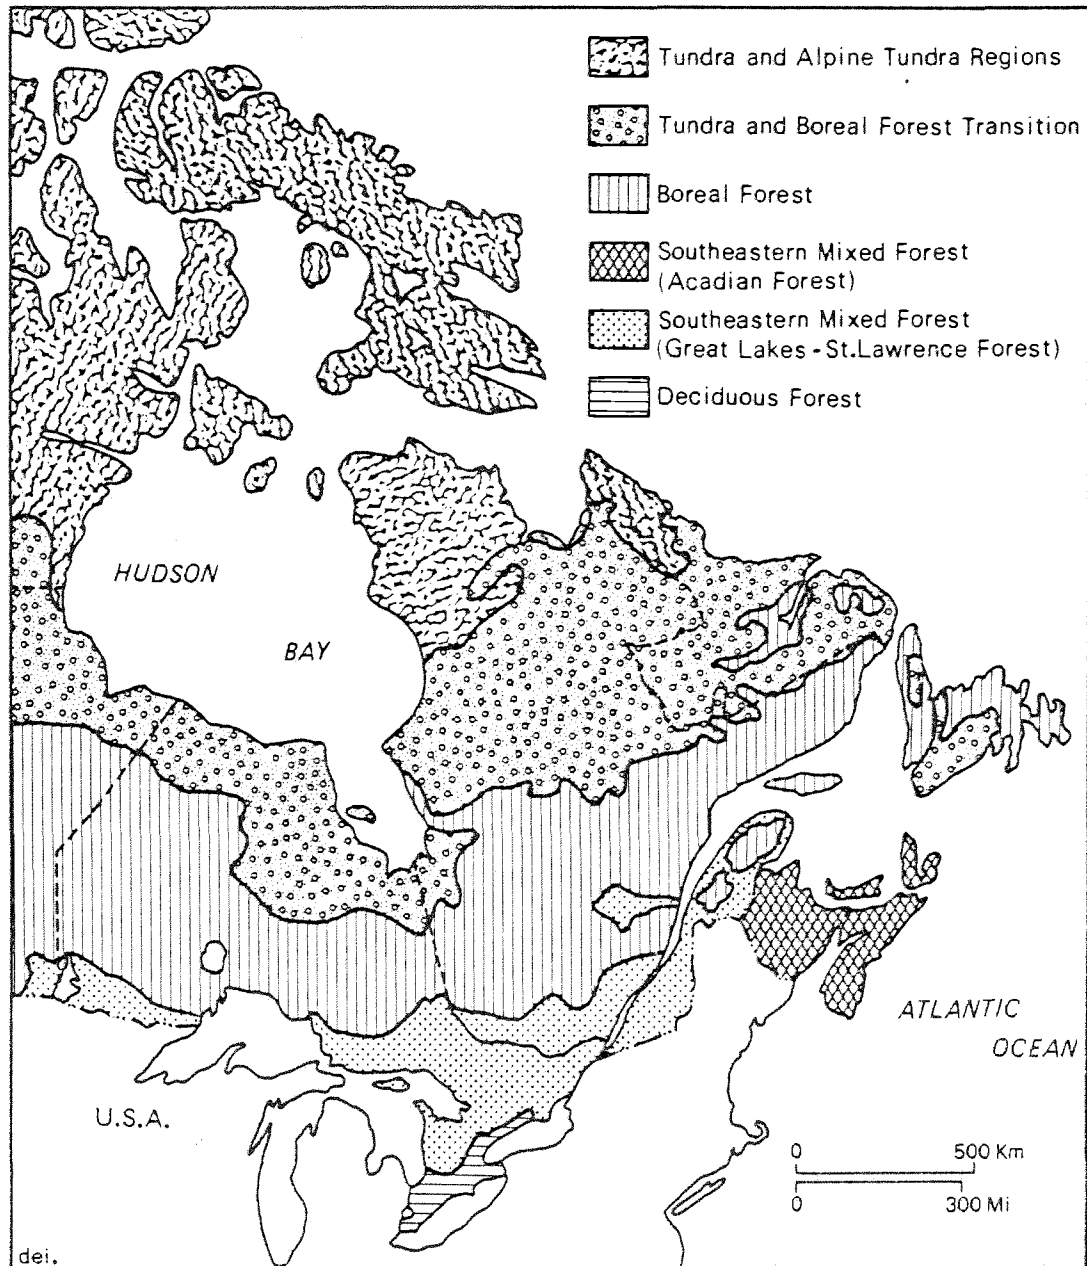 Tundra and Alpine Tundra Regions
Tundra and Boreal Forest Transition
Boreal Forest
Southeastern Mixed Forest
(Acadian Forest)
Southeastern Mixed Forest
(Great Lakes - St.Lawrence Forest)
Deciduous Forest
HUDSON
BAY
ATLANTIC
OCEAN
U.S.A.
0 500 Km
0 300 Mi
dei.